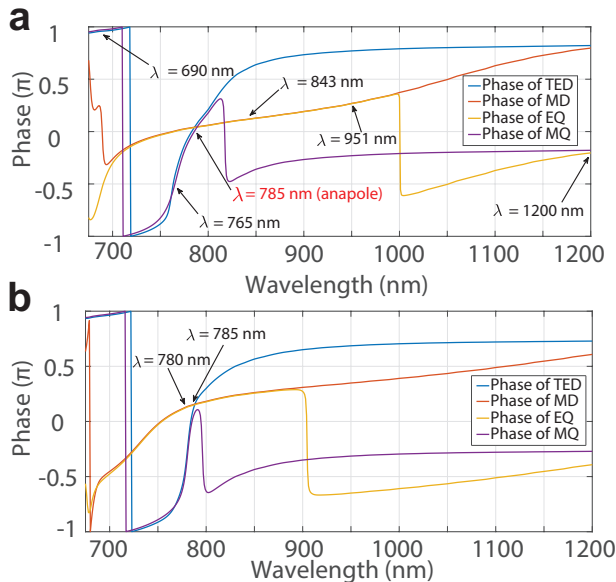 a
1
0.5
0
-0.5
-1
Phase (π)
λ = 690 nm
λ = 843 nm
λ = 951 nm
λ = 785 nm (anapole)
λ = 765 nm
λ = 1200 nm
Phase of TED
Phase of MD
Phase of EQ
Phase of MQ
700 800 900 1000 1100 1200
Wavelength (nm)
b
1
0.5
0
-0.5
-1
Phase (π)
λ = 785 nm
λ = 780 nm
Phase of TED
Phase of MD
Phase of EQ
Phase of MQ
700 800 900 1000 1100 1200
Wavelength (nm)